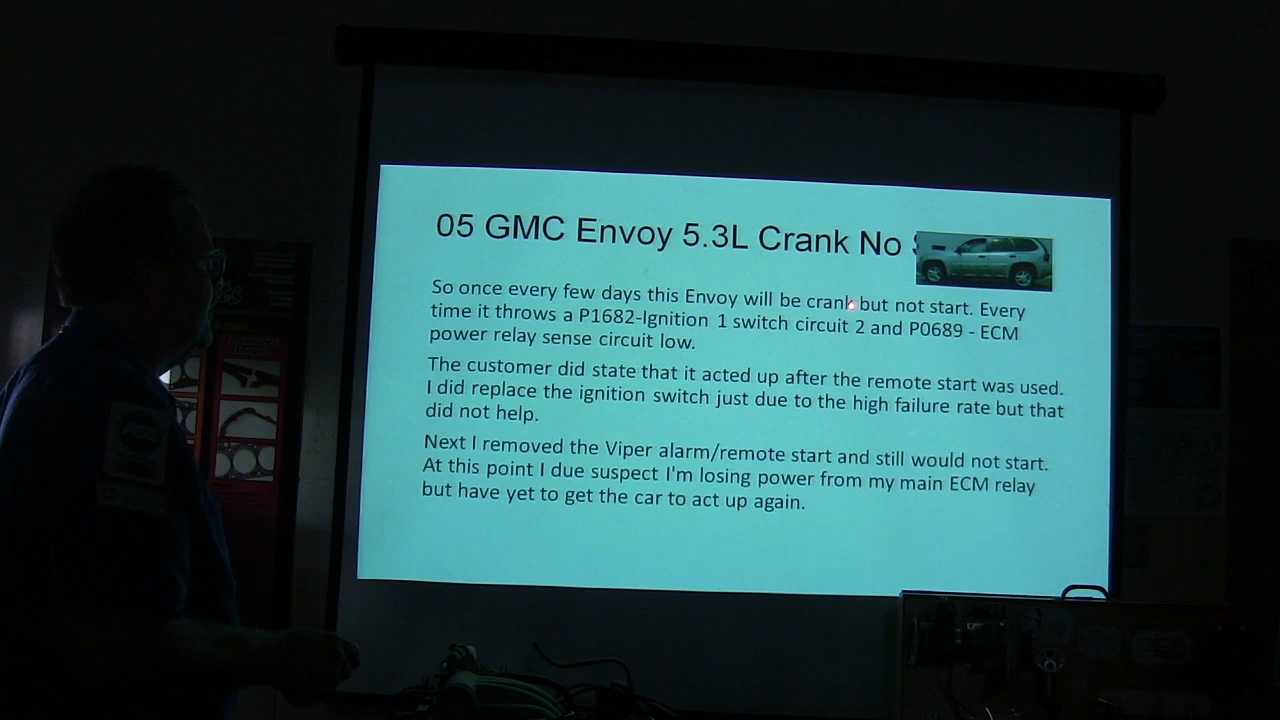 05 GMC Envoy 5.3L Crank No
So once every few days this Envoy will be crank but not start. Every
time it throws a P1682-Ignition 1 switch circuit 2 and P0689 - ECM
power relay sense circuit low.
The customer did state that it acted up after the remote start was used.
I did replace the ignition switch just due to the high failure rate but that
did not help.
Next I removed the Viper alarm/remote start and still would not start.
At this point I due suspect I'm losing power from my main ECM relay
but have yet to get the car to act up again.